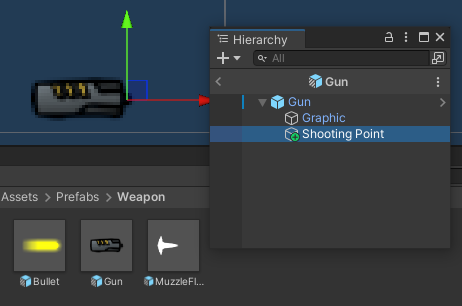 Hierarchy
All
Gun
Gun
Graphic
Shooting Point
Assets > Prefabs > Weapon
Bullet
Gun
MuzzleFl...